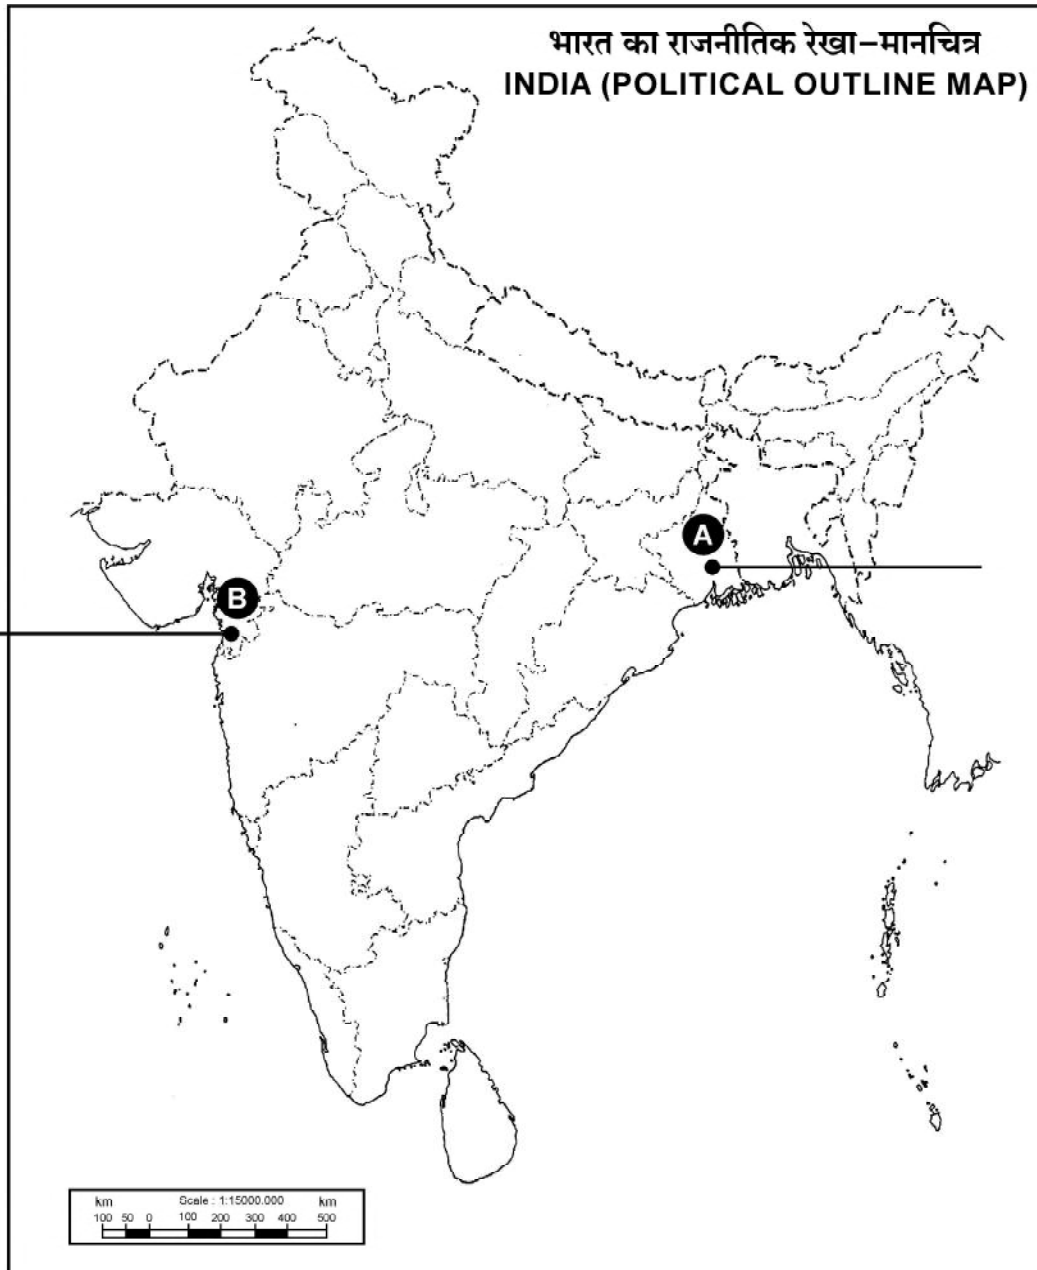 भारत का राजनीतिक रेखा–मानचित्र
INDIA (POLITICAL OUTLINE MAP)
A
B
km Scale : 1:15000.000 km
100 50 0 100 200 300 400 500